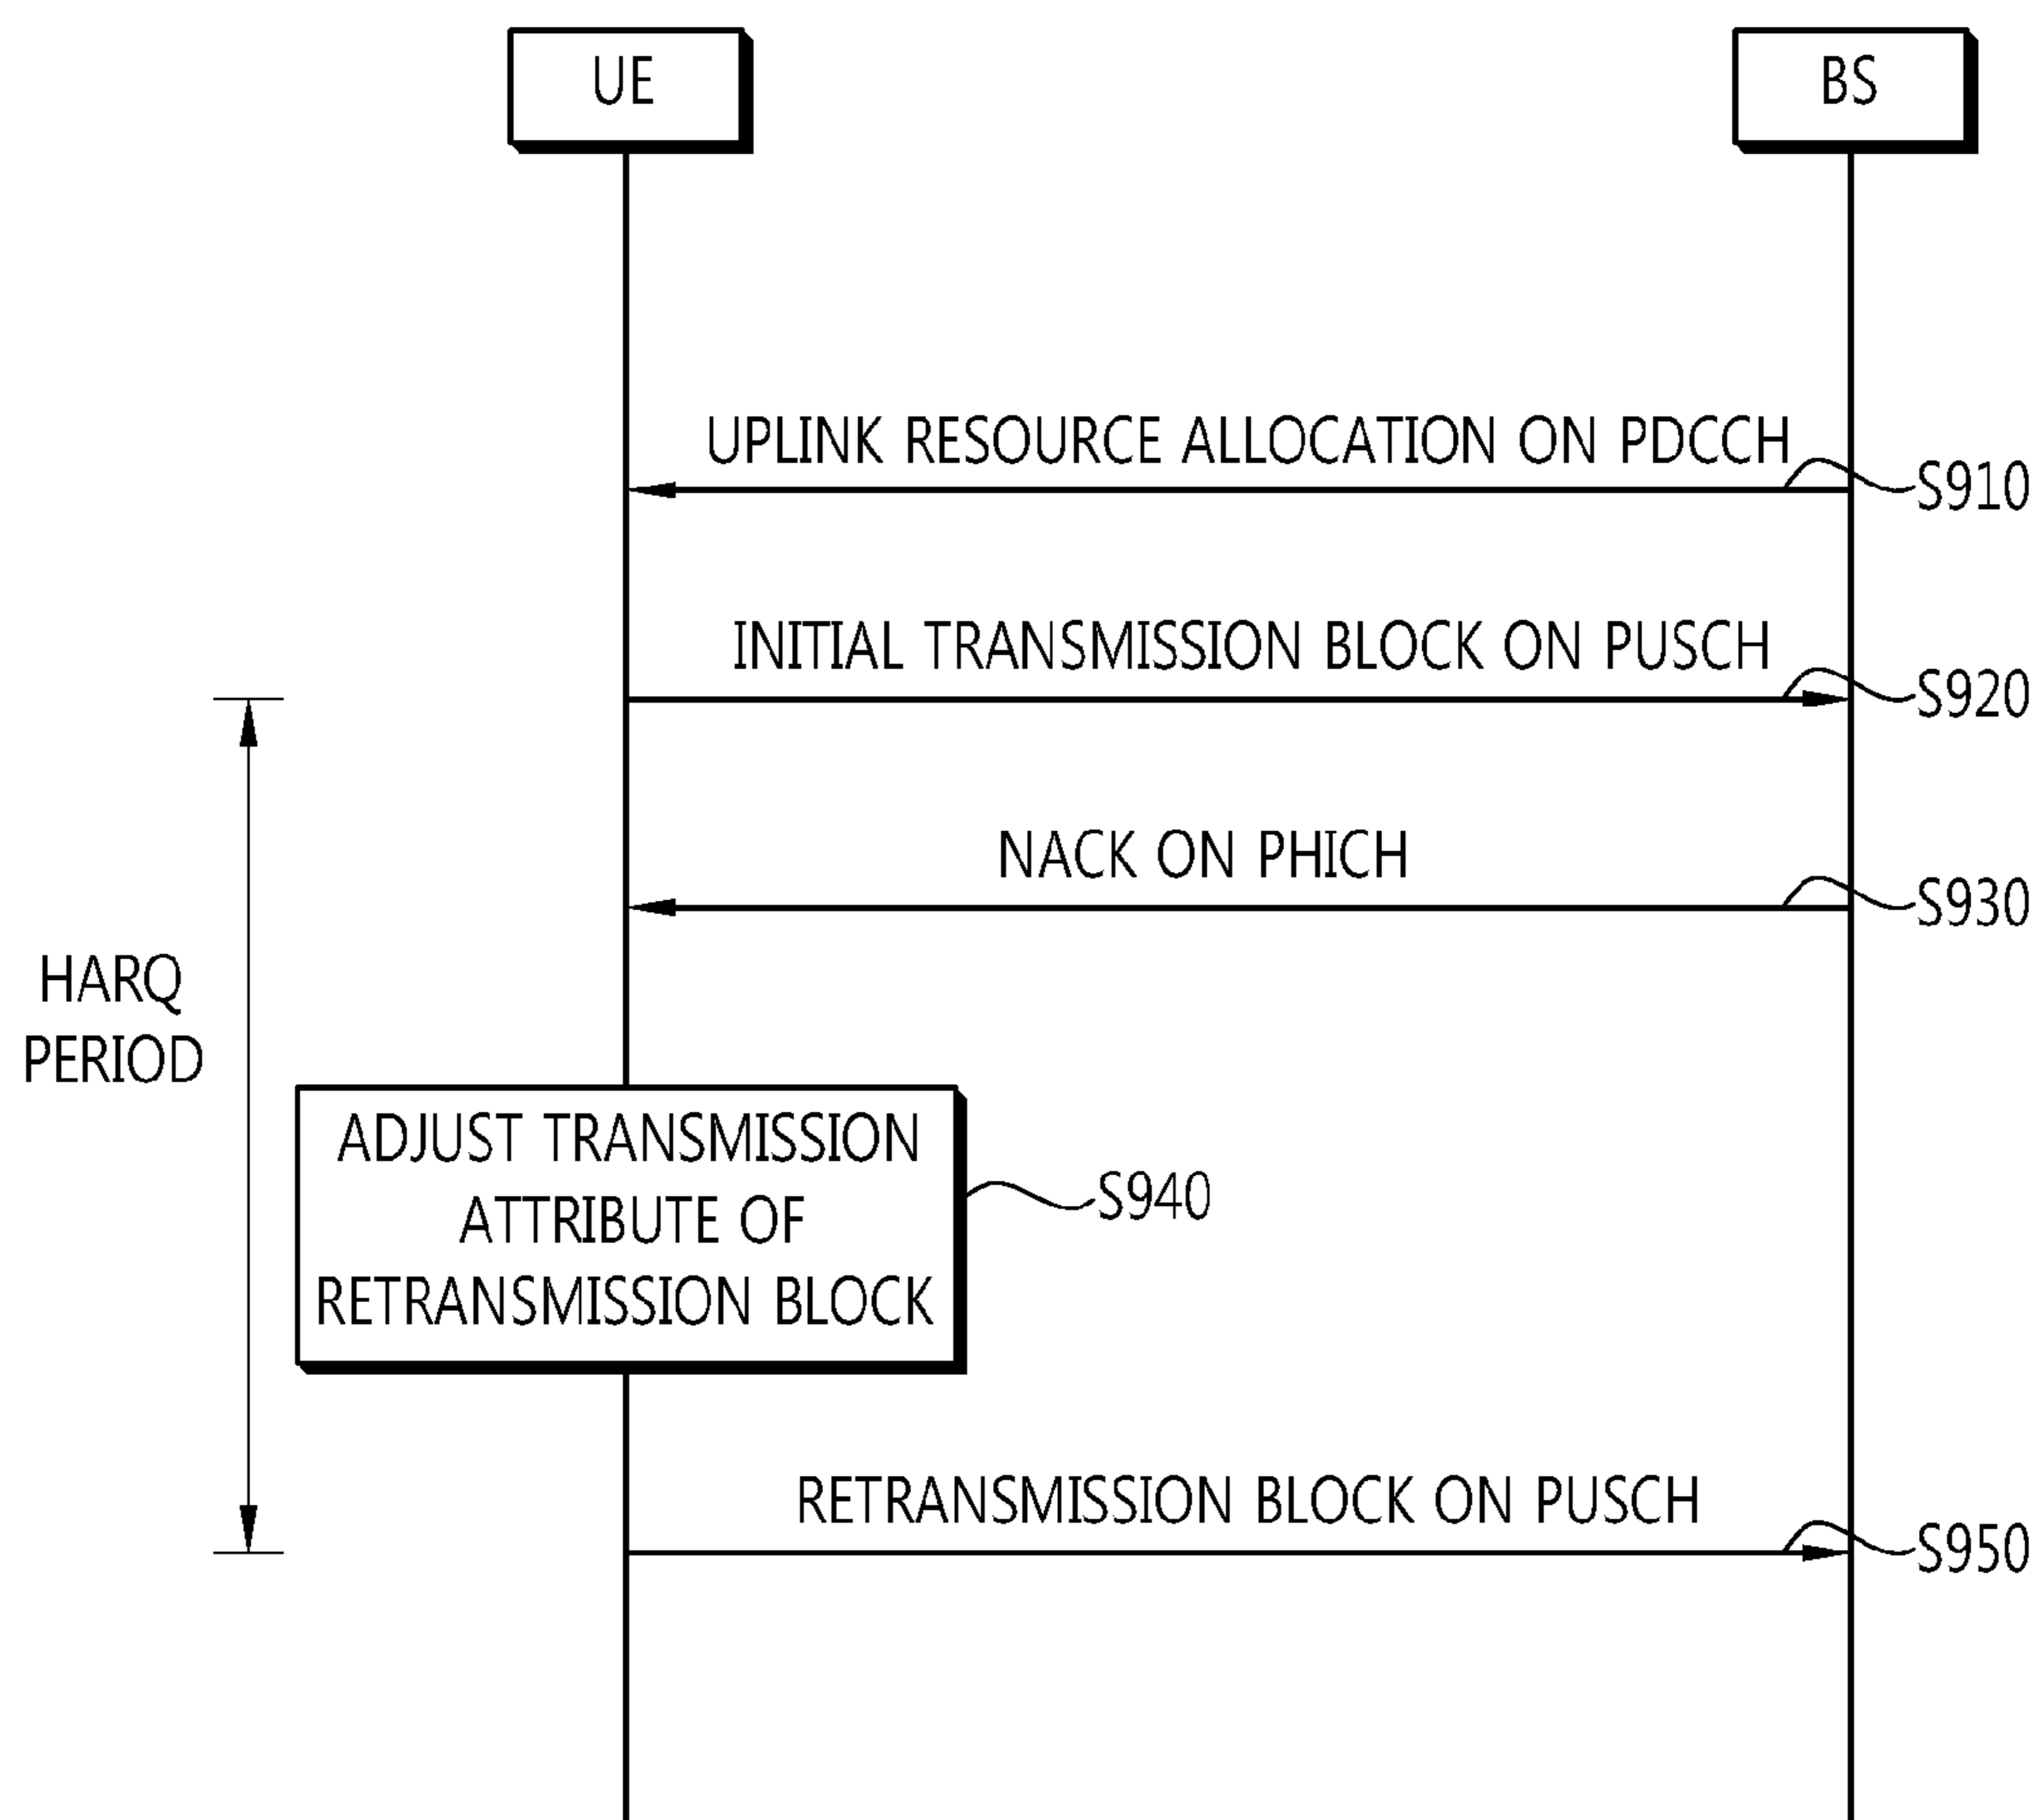 UE
BS
UPLINK RESOURCE ALLOCATION ON PDCCH
S910
INITIAL TRANSMISSION BLOCK ON PUSCH
S920
NACK ON PHICH
S930
HARQ
PERIOD
ADJUST TRANSMISSION
ATTRIBUTE OF
RETRANSMISSION BLOCK
S940
RETRANSMISSION BLOCK ON PUSCH
S950